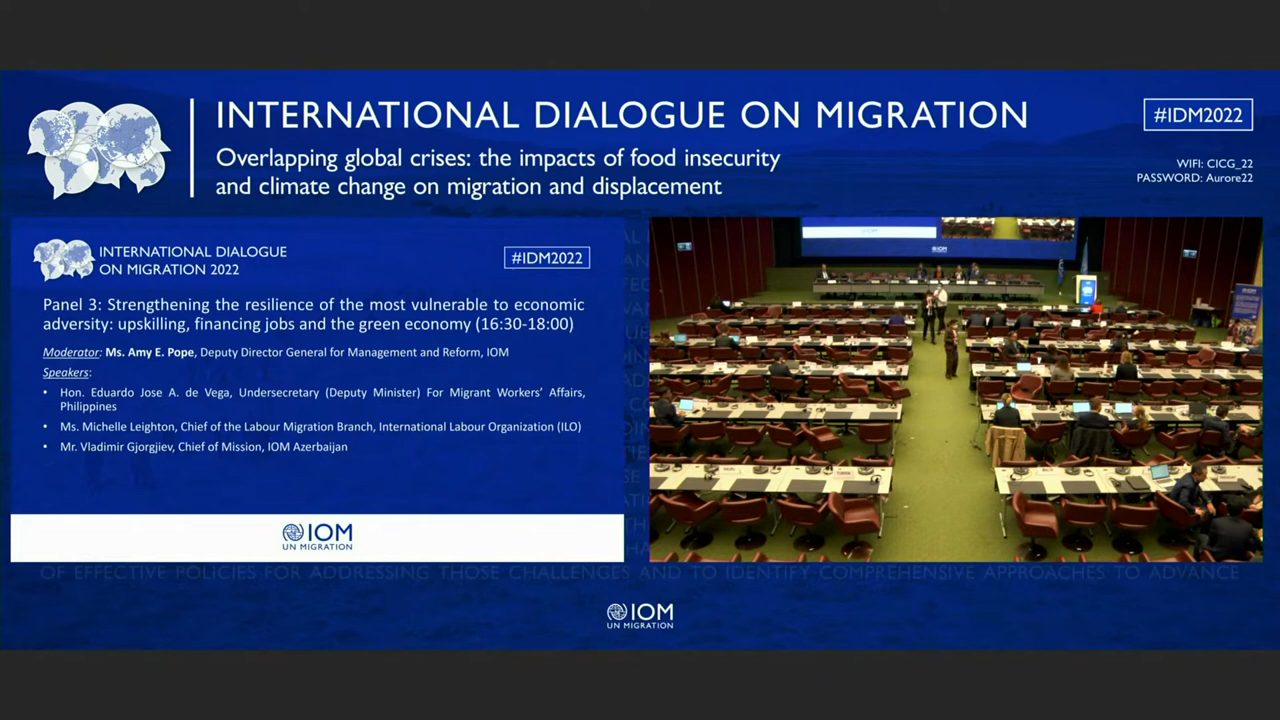 INTERNATIONAL DIALOGUE ON MIGRATION
Overlapping global crises: the impacts of food insecurity
and climate change on migration and displacement
#IDM2022
WIFI: CICG_22
PASSWORD: Aurore22
INTERNATIONAL DIALOGUE
ON MIGRATION 2022
#IDM2022
Panel 3: Strengthening the resilience of the most vulnerable to economic
adversity: upskilling, financing jobs and the green economy (16:30-18:00)
Moderator: Ms. Amy E. Pope, Deputy Director General for Management and Reform, IOM
Speakers:
• Hon. Eduardo Jose A. de Vega, Undersecretary (Deputy Minister) For Migrant Workers' Affairs,
Philippines
• Ms. Michelle Leighton, Chief of the Labour Migration Branch, International Labour Organization (ILO)
• Mr. Vladimir Gjorgjiev, Chief of Mission, IOM Azerbaijan
IOM
UN MIGRATION
OF EFFECTIVE POLICIES FOR ADDRESSING THOSE CHALLENGES AND TO IDENTIFY COMPREHENSIVE APPROACHES TO ADVANCE
IOM
UN MIGRATION